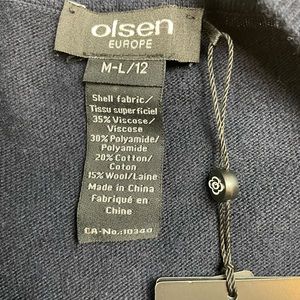 olsen
EUROPE
M-L/12
Shell fabric/
Tissu superficiel
35% Viscose/
Viscose
30% Polyamide/
Polyamide
20% Cotton/
Coton
15% Wool/Laine
Made in China
Fabriqué en
Chine
CA-No.:10340